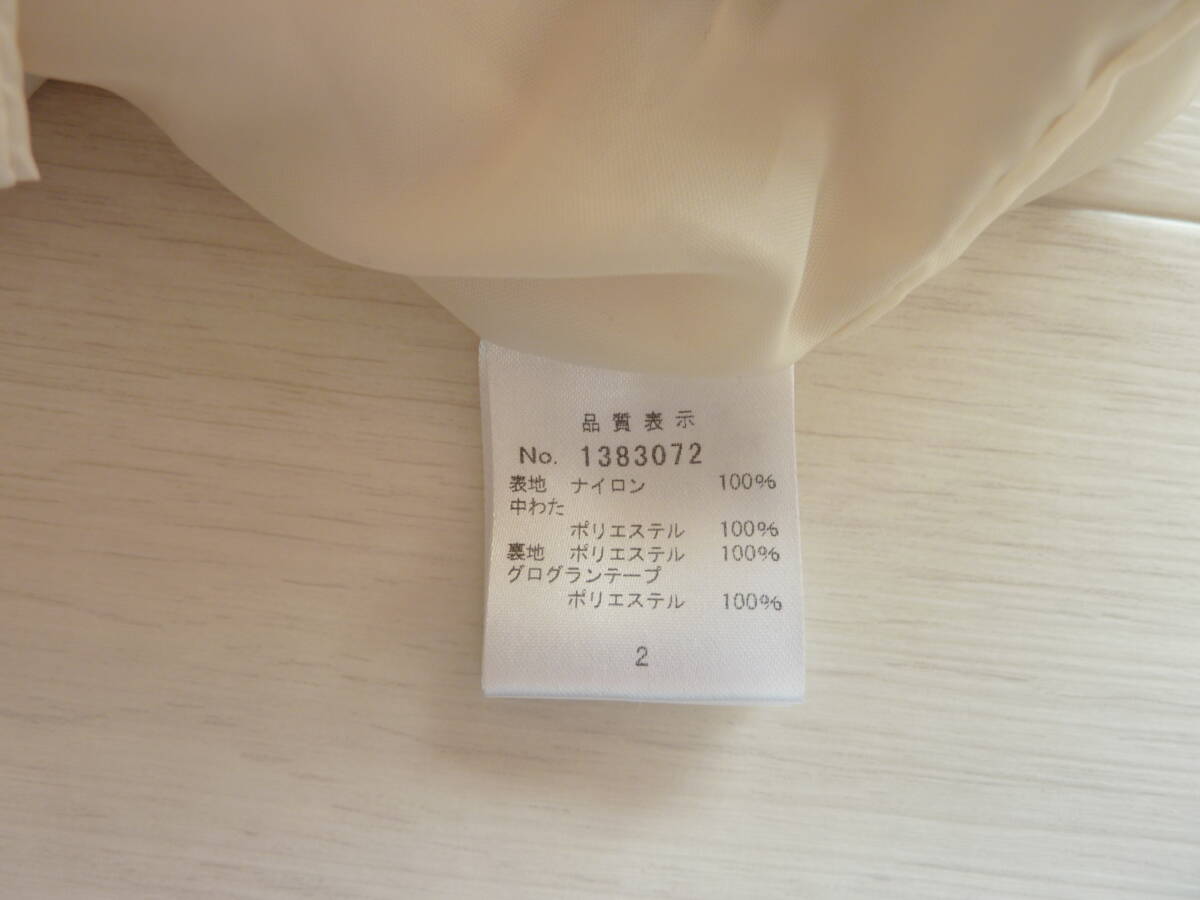 品質表示
No. 1383072
表地 ナイロン 100%
中わた
ポリエステル 100%
裏地 ポリエステル 100%
グログランテープ
ポリエステル 100%
2